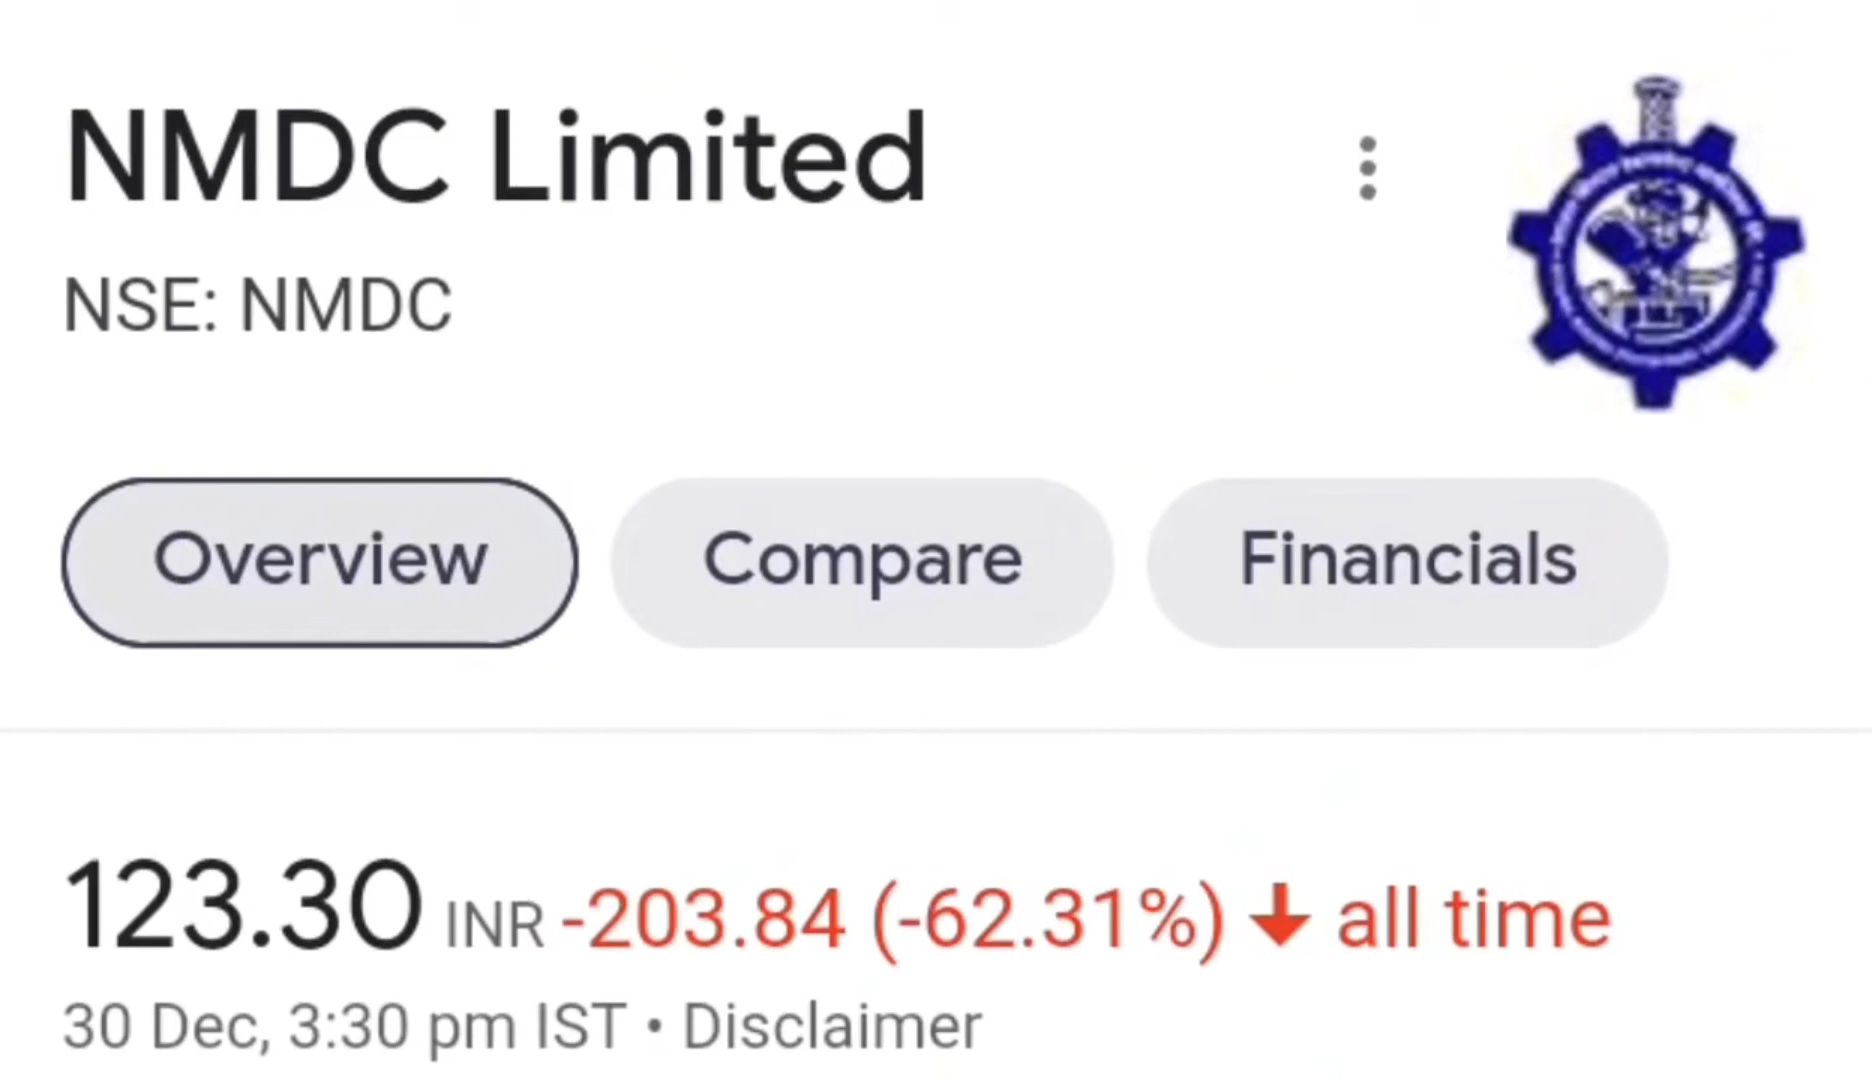 NMDC Limited
NSE: NMDC
Overview Compare Financials
123.30 INR -203.84 (-62.31%) ↓ all time
30 Dec, 3:30 pm IST • Disclaimer